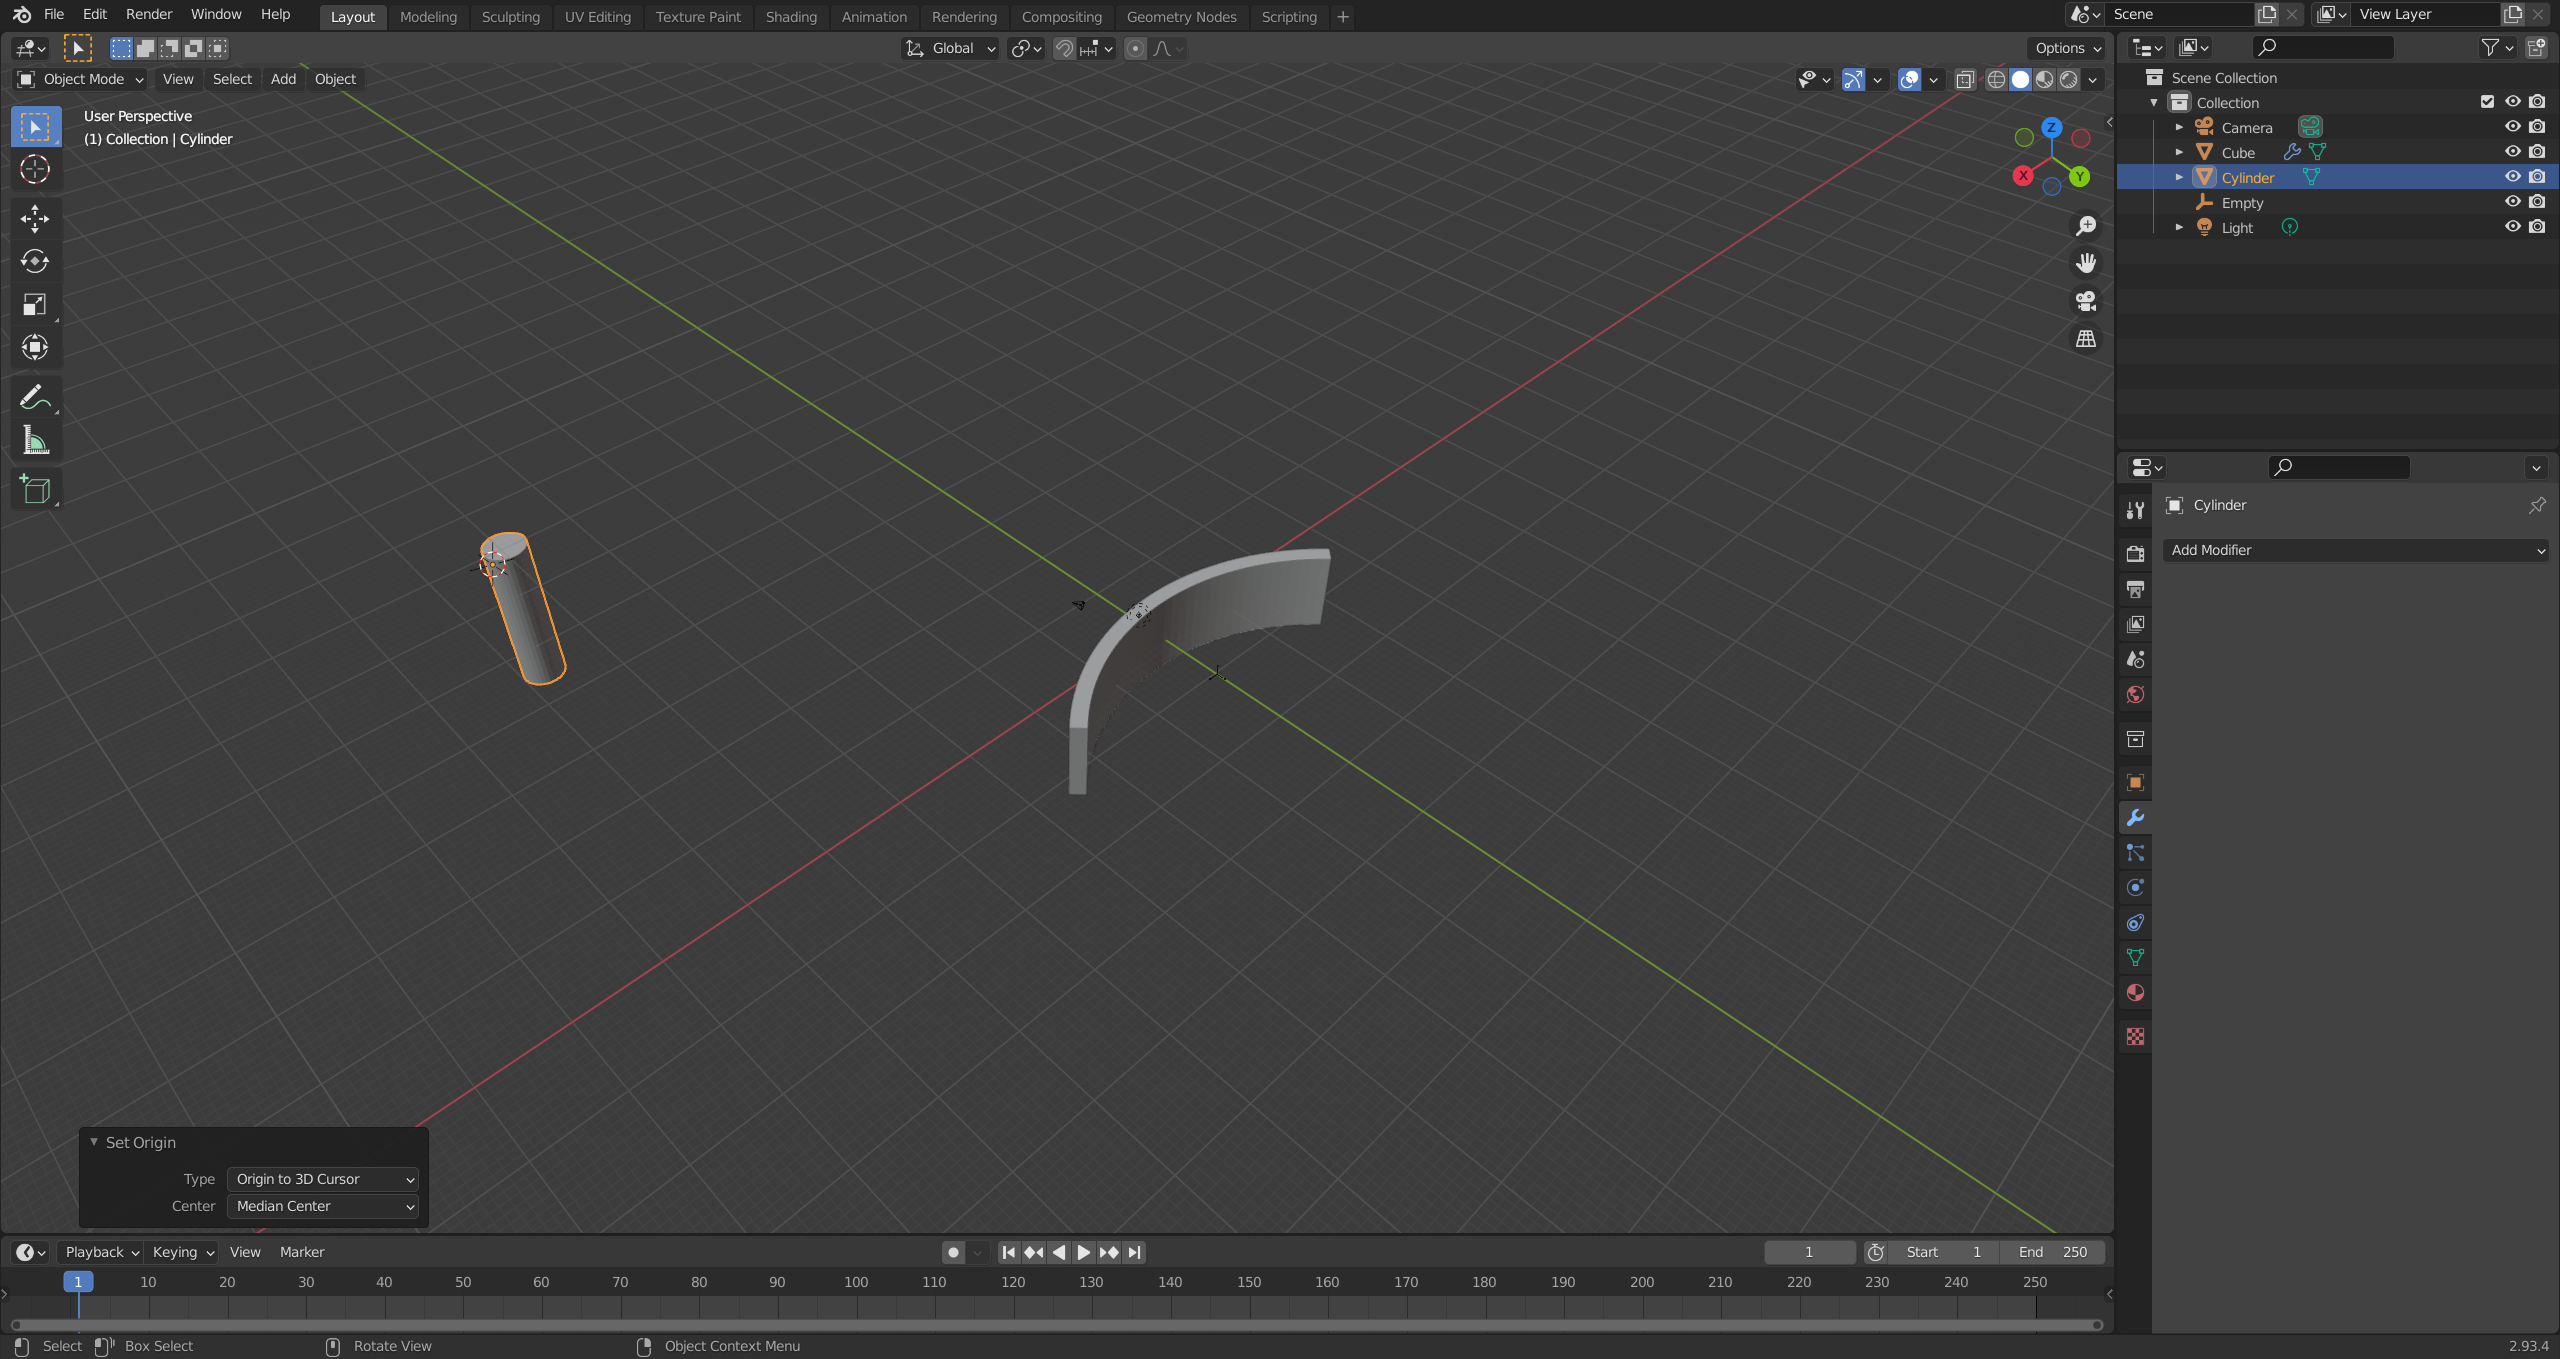 File Edit Render Window Help Layout Modeling Sculpting UV Editing Texture Paint Shading Animation Rendering Compositing Geometry Nodes Scripting + Scene View Layer
Global Options
Object Mode View Select Add Object
User Perspective
(1) Collection | Cylinder
Z
X Y
Scene Collection
Collection
Camera
Cube
Cylinder
Empty
Light
Cylinder
Add Modifier
Set Origin
Type Origin to 3D Cursor
Center Median Center
Playback Keying View Marker 1 Start 1 End 250
1 10 20 30 40 50 60 70 80 90 100 110 120 130 140 150 160 170 180 190 200 210 220 230 240 250
Select Box Select Rotate View Object Context Menu 2.93.4